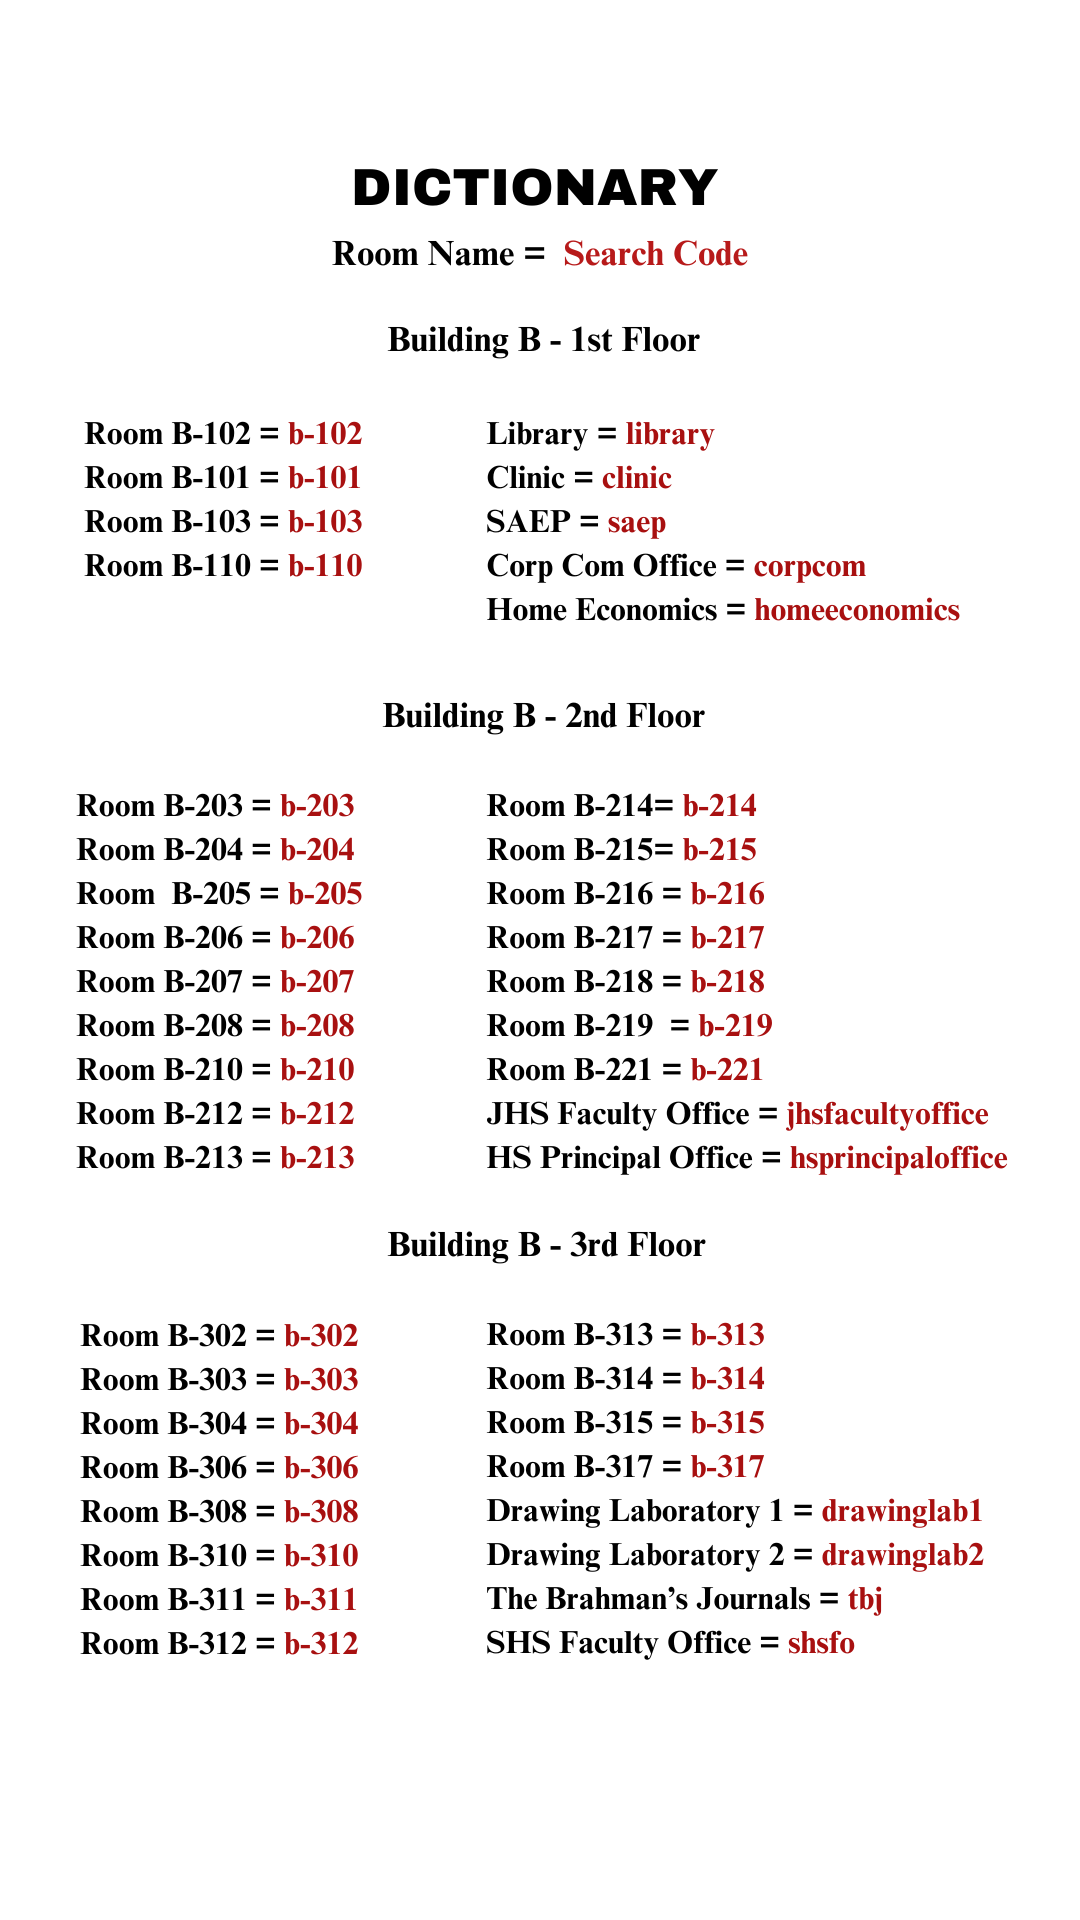 DICTIONARY
Room Name = Search Code
Building B - 1st Floor
Room B-102 = b-102
Room B-101 = b-101
Room B-103 = b-103
Room B-110 = b-110
Library = library
Clinic = clinic
SAEP = saep
Corp Com Office = corpcom
Home Economics = homeeconomics
Building B - 2nd Floor
Room B-203 = b-203
Room B-204 = b-204
Room  B-205 = b-205
Room B-206 = b-206
Room B-207 = b-207
Room B-208 = b-208
Room B-210 = b-210
Room B-212 = b-212
Room B-213 = b-213
Room B-214= b-214
Room B-215= b-215
Room B-216 = b-216
Room B-217 = b-217
Room B-218 = b-218
Room B-219  = b-219
Room B-221 = b-221
JHS Faculty Office = jhsfacultyoffice
HS Principal Office = hsprincipaloffice
Building B - 3rd Floor
Room B-302 = b-302
Room B-303 = b-303
Room B-304 = b-304
Room B-306 = b-306
Room B-308 = b-308
Room B-310 = b-310
Room B-311 = b-311
Room B-312 = b-312
Room B-313 = b-313
Room B-314 = b-314
Room B-315 = b-315
Room B-317 = b-317
Drawing Laboratory 1 = drawinglab1
Drawing Laboratory 2 = drawinglab2
The Brahman’s Journals = tbj
SHS Faculty Office = shsfo